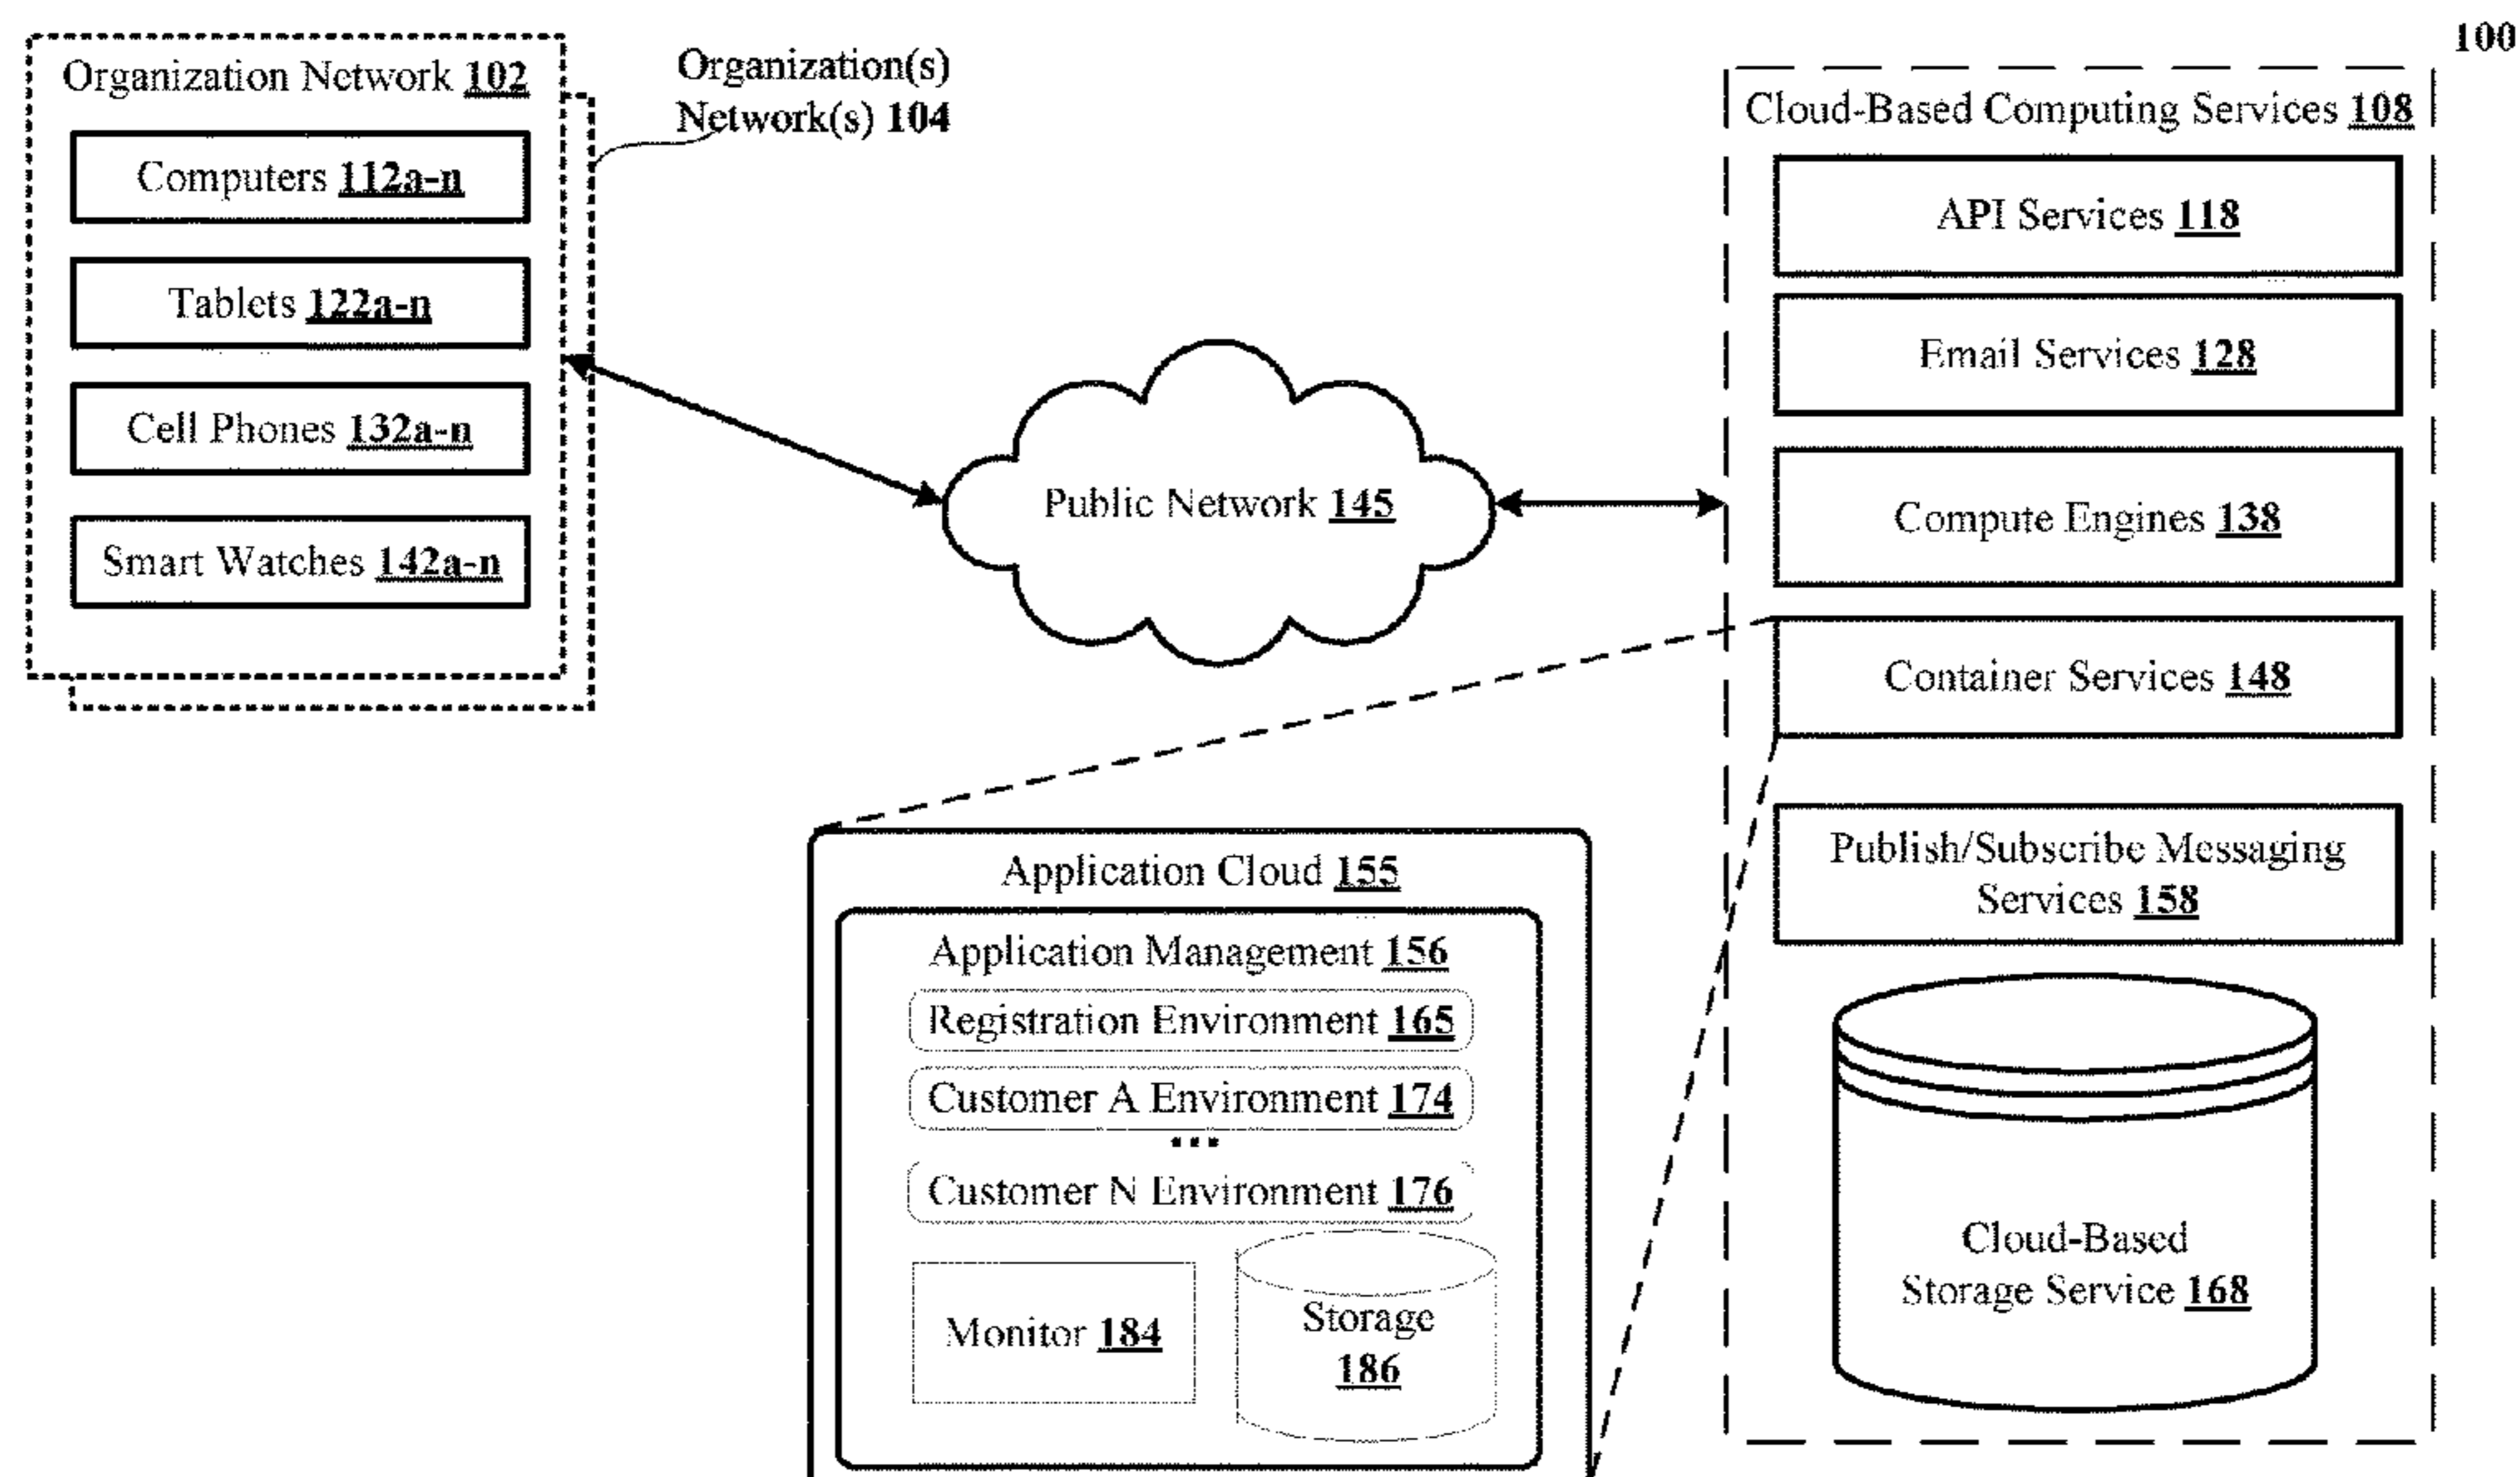 100
Organization Network 102
Computers 112a-n
Tablets 122a-n
Cell Phones 132a-n
Smart Watches 142a-n
Organization(s)
Network(s) 104
Public Network 145
Cloud-Based Computing Services 108
API Services 118
Email Services 128
Compute Engines 138
Container Services 148
Publish/Subscribe Messaging
Services 158
Cloud-Based
Storage Service 168
Application Cloud 155
Application Management 156
Registration Environment 165
Customer A Environment 174
...
Customer N Environment 176
Monitor 184
Storage
186